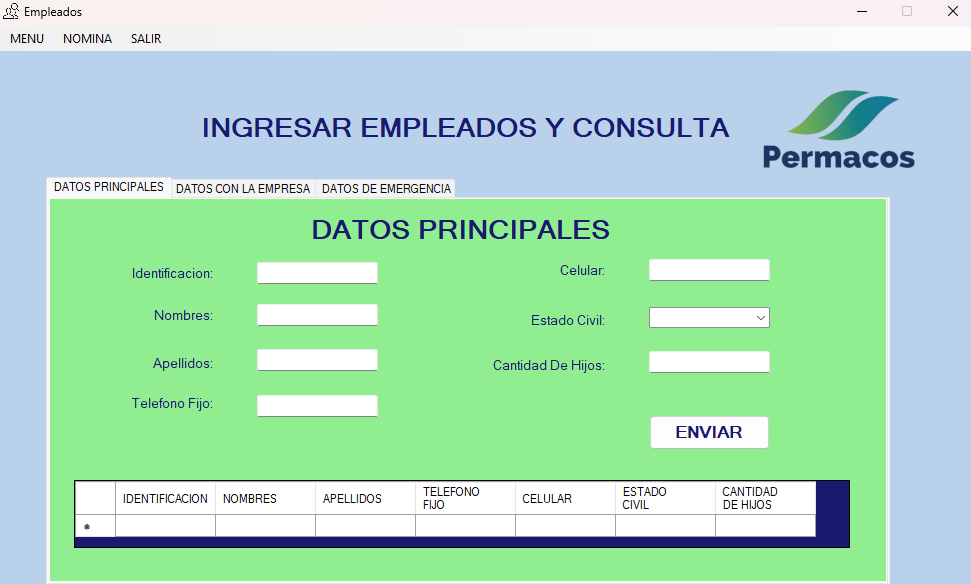 Empleados
MENU NOMINA SALIR
INGRESAR EMPLEADOS Y CONSULTA
Permacos
DATOS PRINCIPALES DATOS CON LA EMPRESA DATOS DE EMERGENCIA
DATOS PRINCIPALES
Identificacion:
Nombres:
Apellidos:
Telefono Fijo:
Celular:
Estado Civil:
Cantidad De Hijos:
ENVIAR
IDENTIFICACION NOMBRES APELLIDOS TELEFONO FIJO CELULAR ESTADO CIVIL CANTIDAD DE HIJOS
*